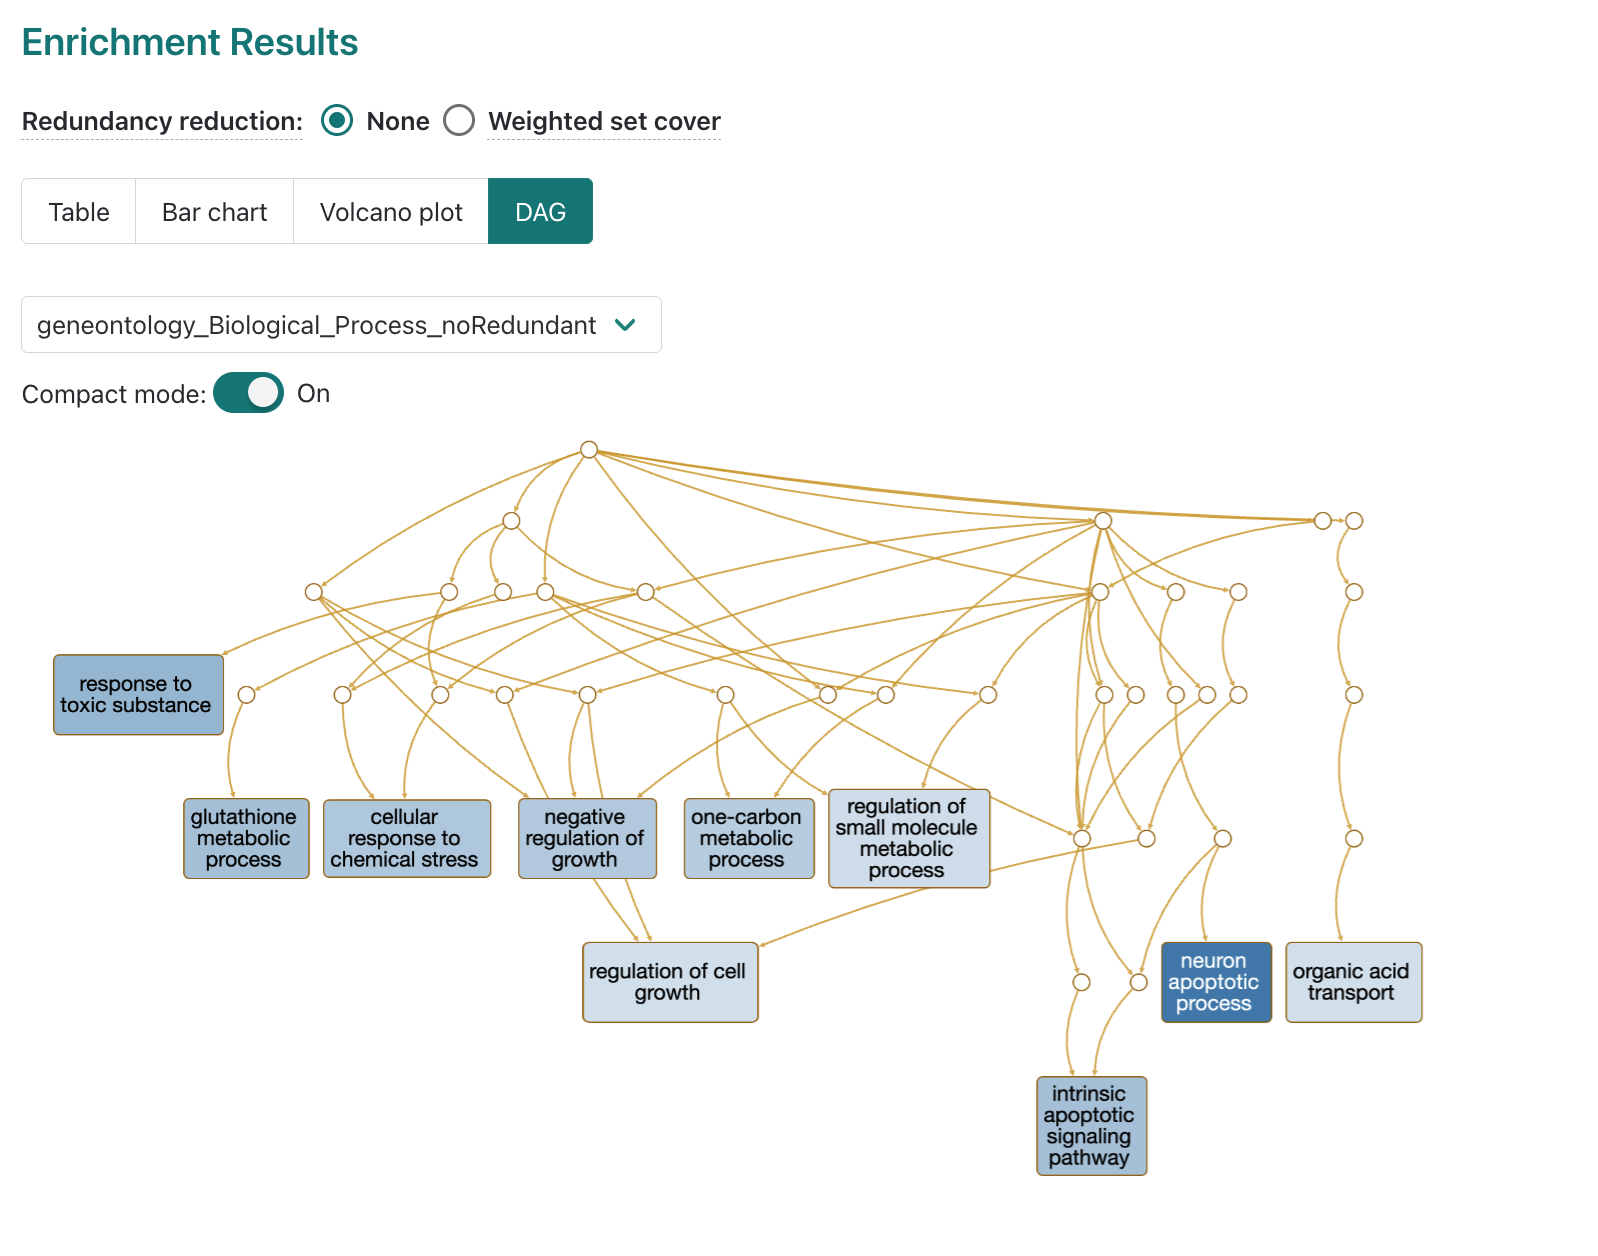 Enrichment Results
Redundancy reduction: None Weighted set cover
Table Bar chart Volcano plot DAG
geneontology_Biological_Process_noRedundant
Compact mode: On
response to
toxic substance
glutathione
metabolic
process
cellular
response to
chemical stress
negative
regulation of
growth
one-carbon
metabolic
process
regulation of
small molecule
metabolic
process
regulation of cell
growth
neuron
apoptotic
process
organic acid
transport
intrinsic
apoptotic
signaling
pathway